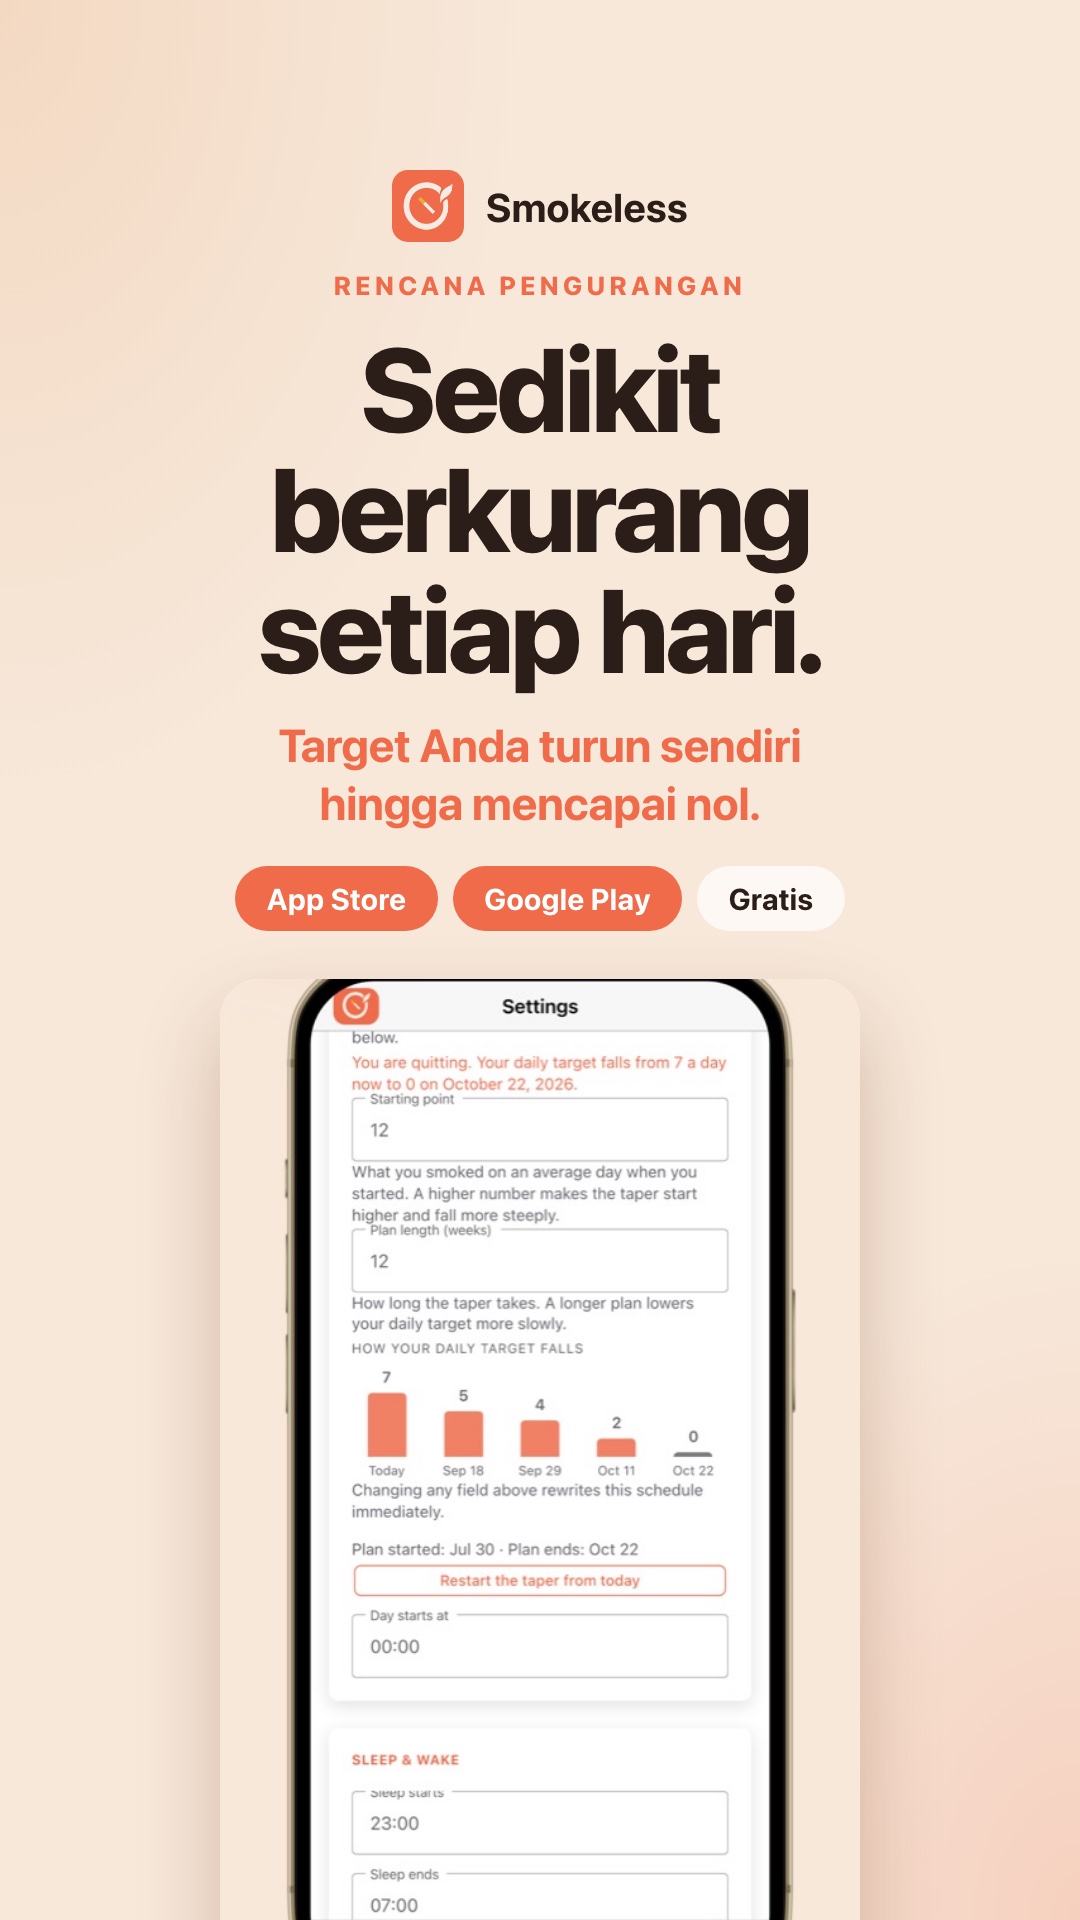 Smokeless
RENCANA PENGURANGAN
Sedikit
berkurang
setiap hari.
Target Anda turun sendiri
hingga mencapai nol.
App Store
Google Play
Gratis
Settings
below.
You are quitting. Your daily target falls from 7 a day
now to 0 on October 22, 2026.
Starting point
12
What you smoked on an average day when you
started. A higher number makes the taper start
higher and fall more steeply.
Plan length (weeks)
12
How long the taper takes. A longer plan lowers
your daily target more slowly.
HOW YOUR DAILY TARGET FALLS
7
5
4
2
0
Today
Sep 18
Sep 29
Oct 11
Oct 22
Changing any field above rewrites this schedule
immediately.
Plan started: Jul 30 · Plan ends: Oct 22
Restart the taper from today
Day starts at
00:00
SLEEP & WAKE
Sleep starts
23:00
Sleep ends
07:00